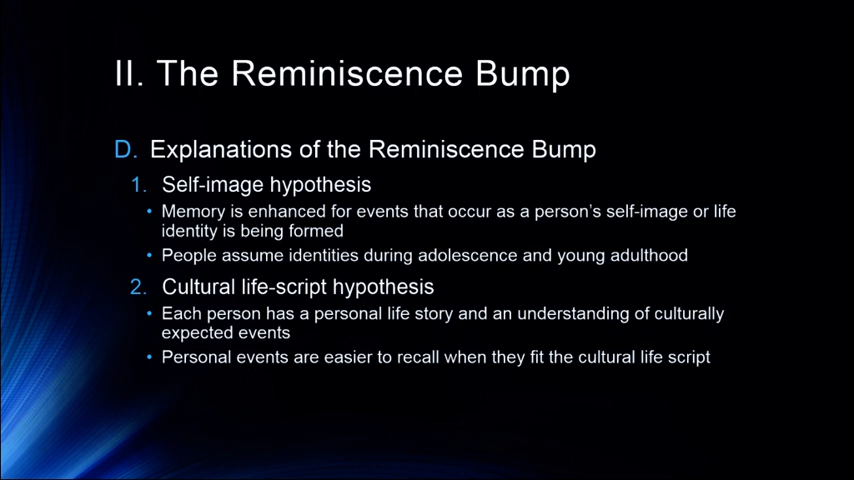 II. The Reminiscence Bump
D. Explanations of the Reminiscence Bump
1. Self-image hypothesis
• Memory is enhanced for events that occur as a person’s self-image or life
identity is being formed
• People assume identities during adolescence and young adulthood
2. Cultural life-script hypothesis
• Each person has a personal life story and an understanding of culturally
expected events
• Personal events are easier to recall when they fit the cultural life script